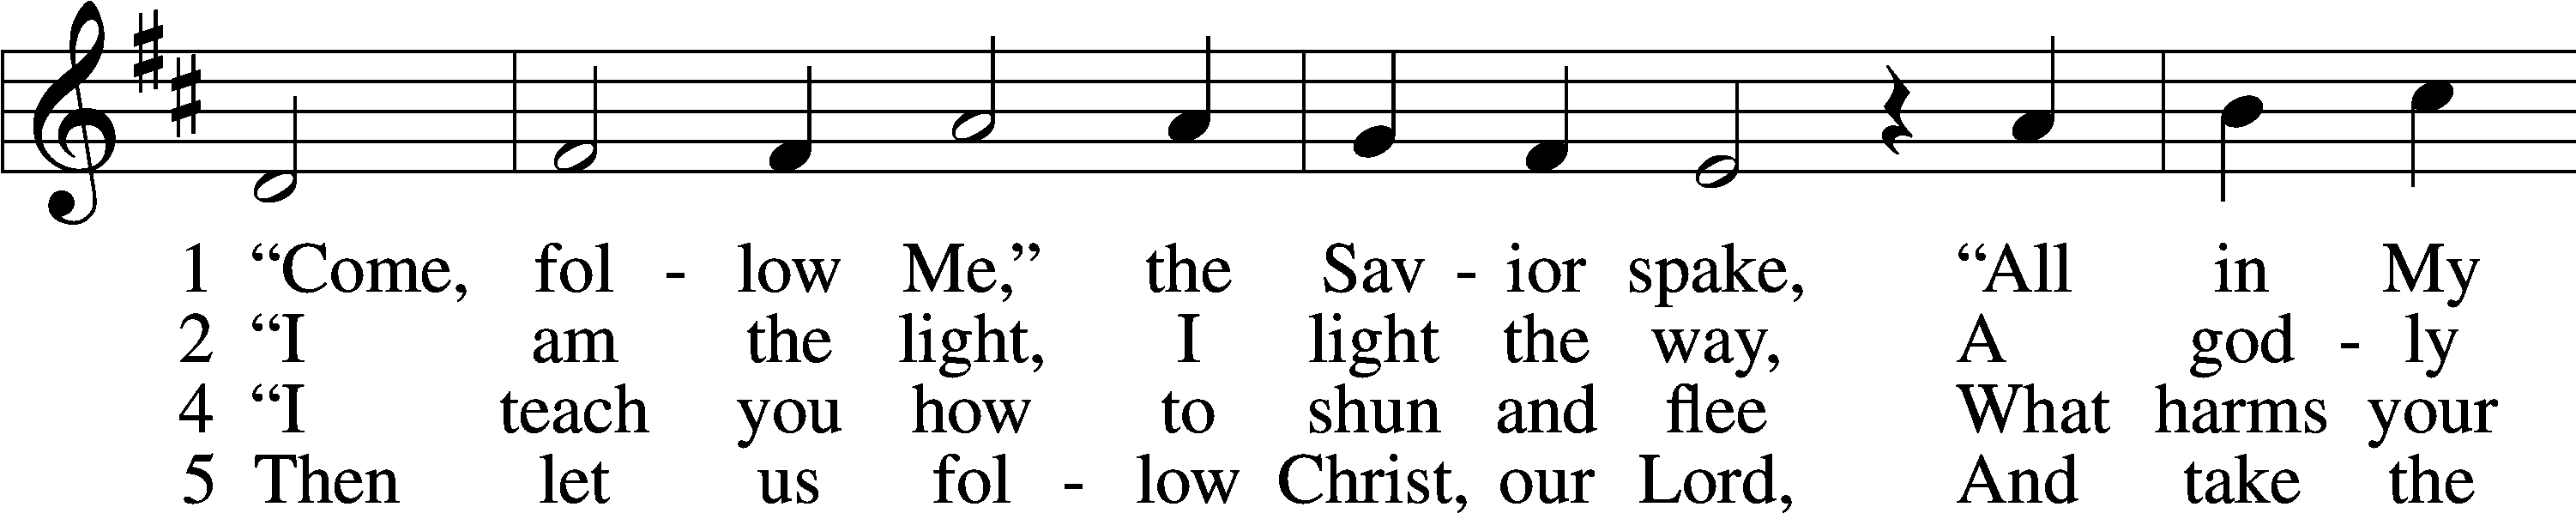 1 “Come, fol - low Me,” the Sav - ior spake, “All in My
2 “I am the light, I light the way, A god - ly
4 “I teach you how to shun and flee What harms your
5 Then let us fol - low Christ, our Lord, And take the